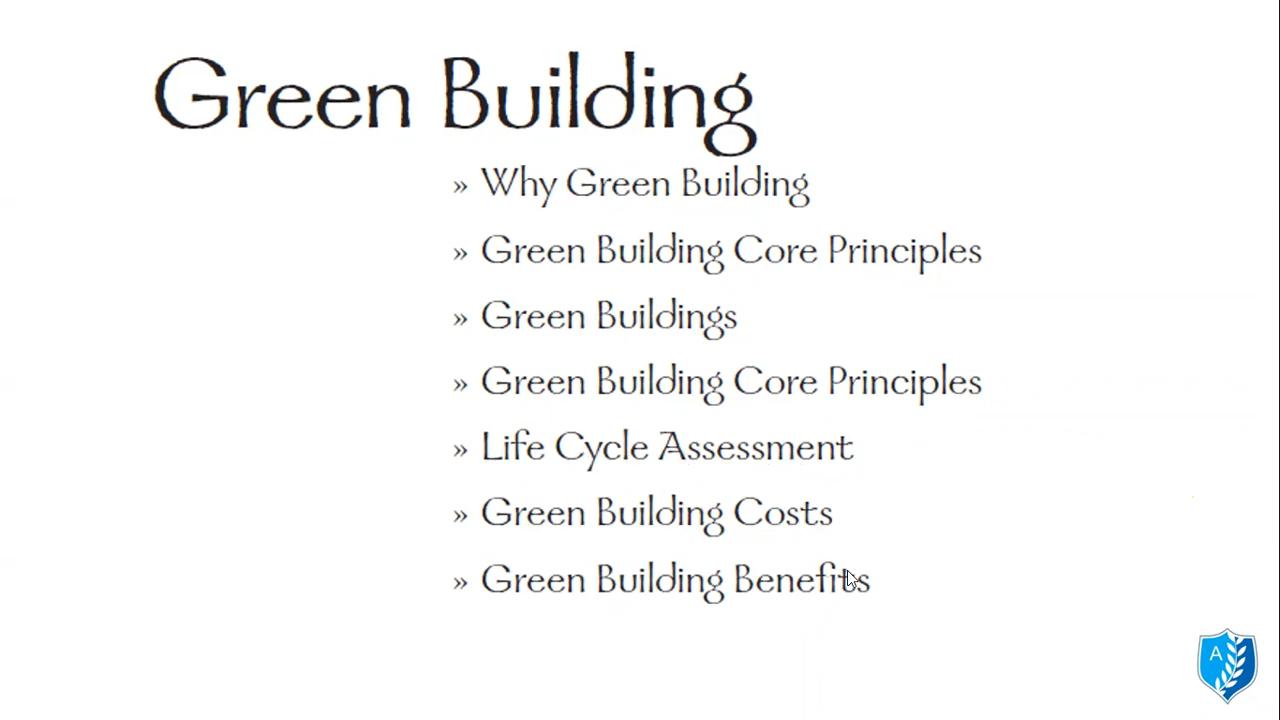 Green Building
» Why Green Building
» Green Building Core Principles
» Green Buildings
» Green Building Core Principles
» Life Cycle Assessment
» Green Building Costs
» Green Building Benefits
A